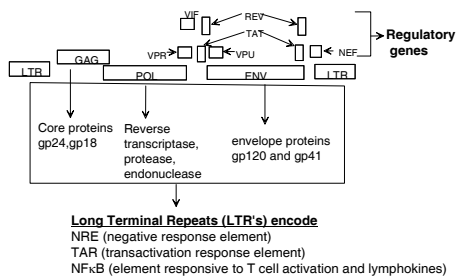 VIF
REV
TAT
Regulatory
genes
VPR
VPU
NEF
GAG
LTR
POL
ENV
LTR
Core proteins
gp24,gp18
Reverse
transcriptase,
protease,
endonuclease
envelope proteins
gp120 and gp41
Long Terminal Repeats (LTR's) encode
NRE (negative response element)
TAR (transactivation response element)
NFκB (element responsive to T cell activation and lymphokines)